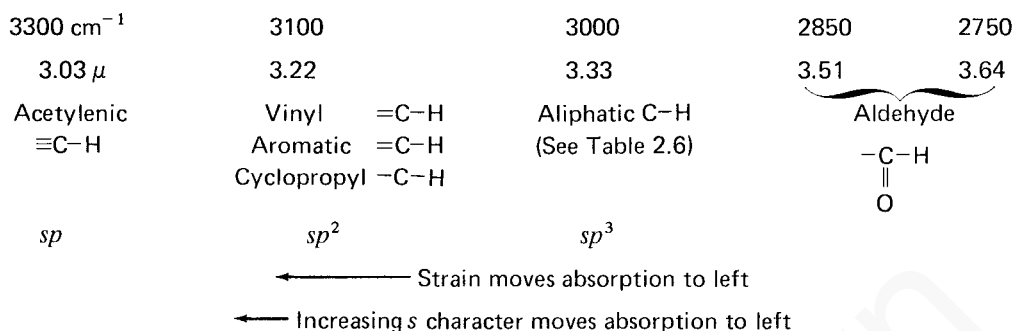 3300 cm⁻¹ 3100 3000 2850 2750
3.03 μ 3.22 3.33 3.51 3.64
Acetylenic Vinyl =C−H Aliphatic C−H Aldehyde
≡C−H Aromatic =C−H (See Table 2.6) −C−H
Cyclopropyl −C−H ||
O
sp sp² sp³
Strain moves absorption to left
Increasing s character moves absorption to left